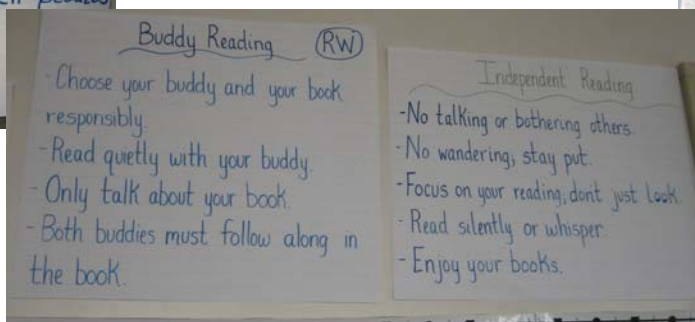 Buddy Reading (RW)
- Choose your buddy and your book
responsibly.
- Read quietly with your buddy.
- Only talk about your book.
- Both buddies must follow along in
the book.
Independent Reading
- No talking or bothering others.
- No wandering, stay put.
- Focus on your reading, dont just look.
- Read silently or whisper
- Enjoy your books.